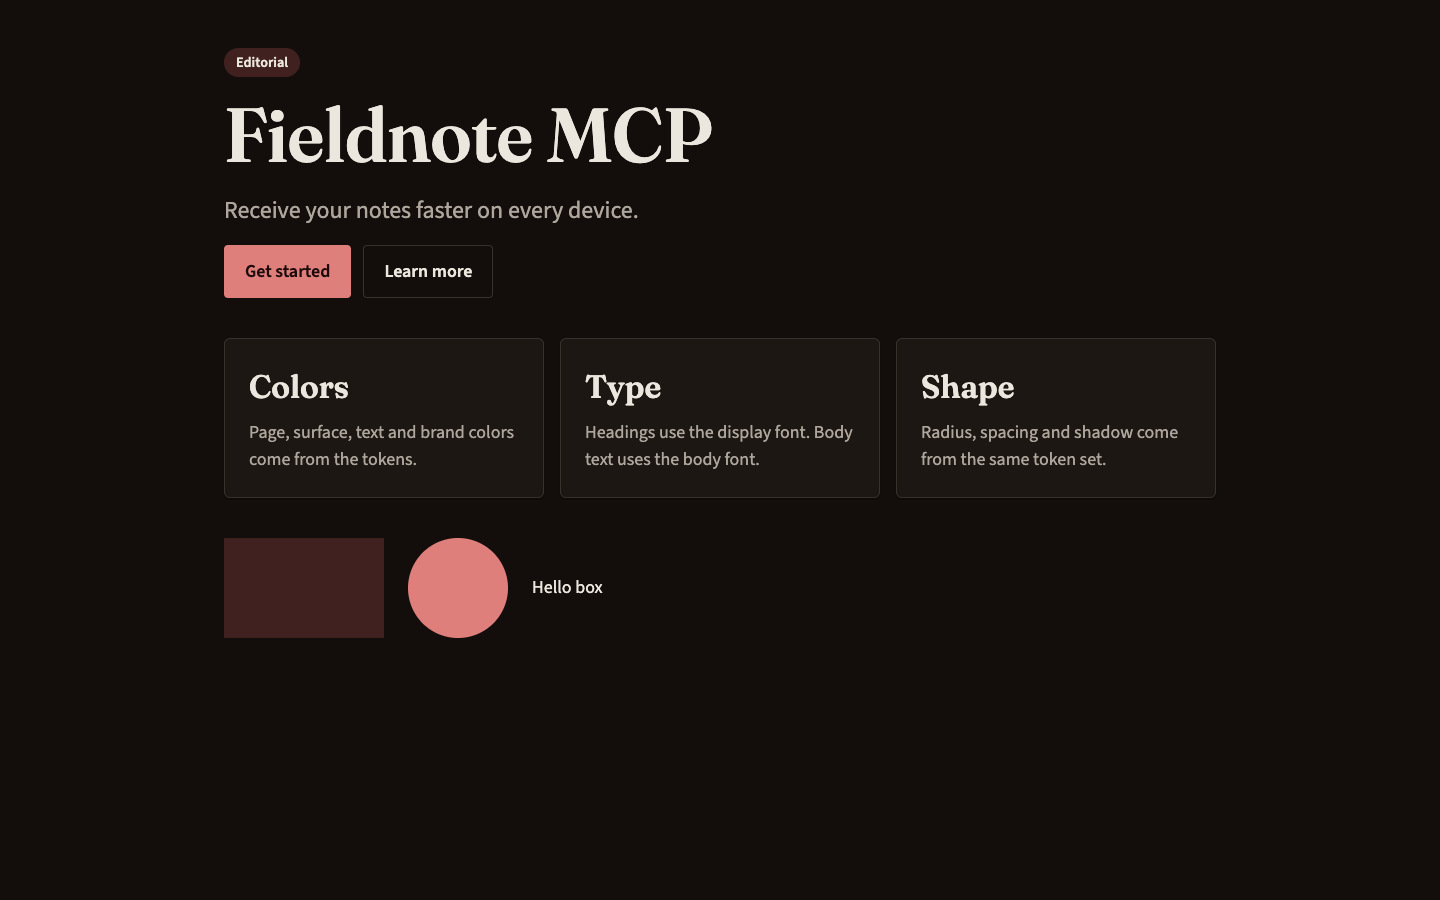 Editorial
Fieldnote MCP
Receive your notes faster on every device.
Get started
Learn more
Colors
Page, surface, text and brand colors
come from the tokens.
Type
Headings use the display font. Body
text uses the body font.
Shape
Radius, spacing and shadow come
from the same token set.
Hello box